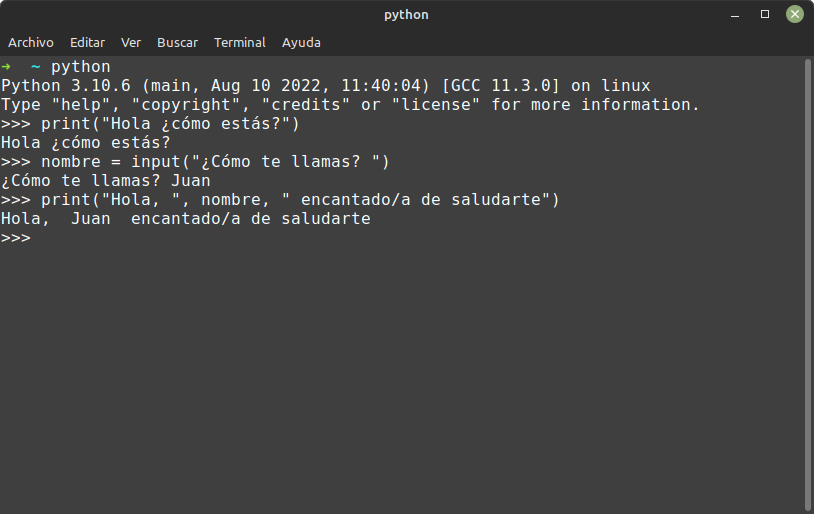 python
Archivo Editar Ver Buscar Terminal Ayuda
➜ ~ python
Python 3.10.6 (main, Aug 10 2022, 11:40:04) [GCC 11.3.0] on linux
Type "help", "copyright", "credits" or "license" for more information.
>>> print("Hola ¿cómo estás?")
Hola ¿cómo estás?
>>> nombre = input("¿Cómo te llamas? ")
¿Cómo te llamas? Juan
>>> print("Hola, ", nombre, " encantado/a de saludarte")
Hola,  Juan  encantado/a de saludarte
>>>